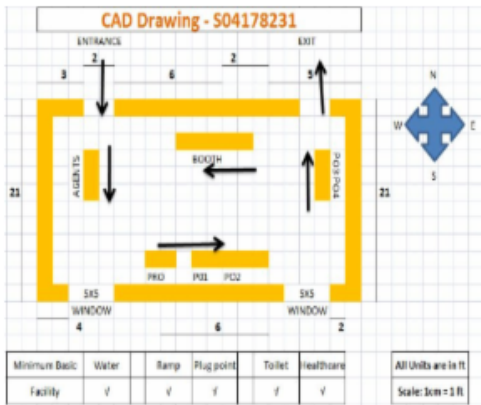 CAD Drawing - S04178231
ENTRANCE
EXIT
2
2
3
6
5
N
W
E
S
AGENTS
BOOTH
PO3PO4
21
21
PRO
P01
PO2
5X5
5X5
WINDOW
WINDOW
4
6
2
Minimum Basic Water Ramp Plug point Toilet Healthcare
Facility √ √ √ √ √
All Units are in ft
Scale: 1cm = 1 ft